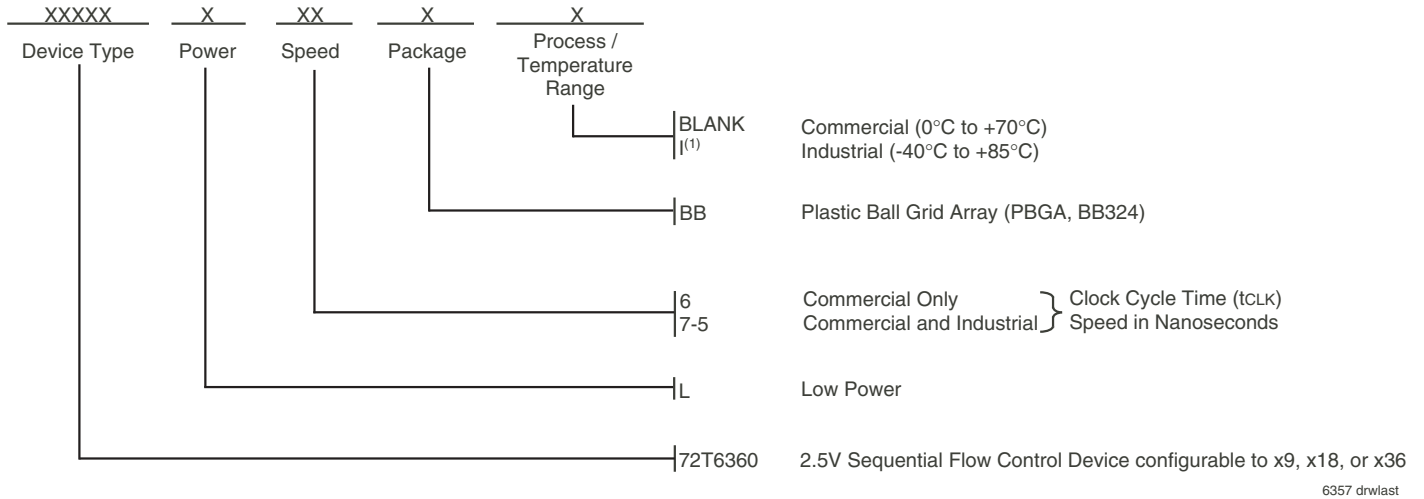 XXXXX X XX X X
Device Type Power Speed Package Process /
Temperature
Range
BLANK Commercial (0°C to +70°C)
I(1) Industrial (-40°C to +85°C)
BB Plastic Ball Grid Array (PBGA, BB324)
6 Commercial Only Clock Cycle Time (tCLK)
7-5 Commercial and Industrial Speed in Nanoseconds
L Low Power
72T6360 2.5V Sequential Flow Control Device configurable to x9, x18, or x36
6357 drwlast